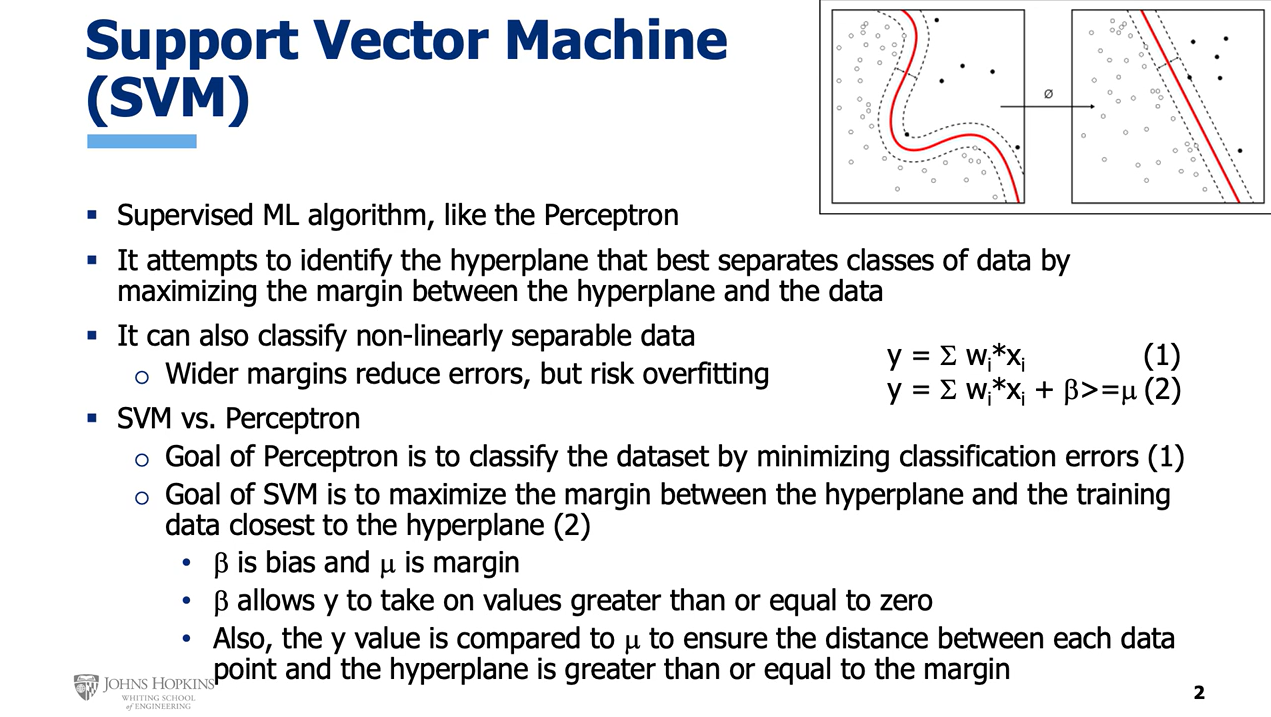 Support Vector Machine
(SVM)
Ø
▪ Supervised ML algorithm, like the Perceptron
▪ It attempts to identify the hyperplane that best separates classes of data by
maximizing the margin between the hyperplane and the data
▪ It can also classify non-linearly separable data
o Wider margins reduce errors, but risk overfitting
y = Σ wᵢ*xᵢ (1)
y = Σ wᵢ*xᵢ + β>=μ (2)
▪ SVM vs. Perceptron
o Goal of Perceptron is to classify the dataset by minimizing classification errors (1)
o Goal of SVM is to maximize the margin between the hyperplane and the training
data closest to the hyperplane (2)
• β is bias and μ is margin
• β allows y to take on values greater than or equal to zero
• Also, the y value is compared to μ to ensure the distance between each data
point and the hyperplane is greater than or equal to the margin
JOHNS HOPKINS
WHITING SCHOOL
of ENGINEERING
2